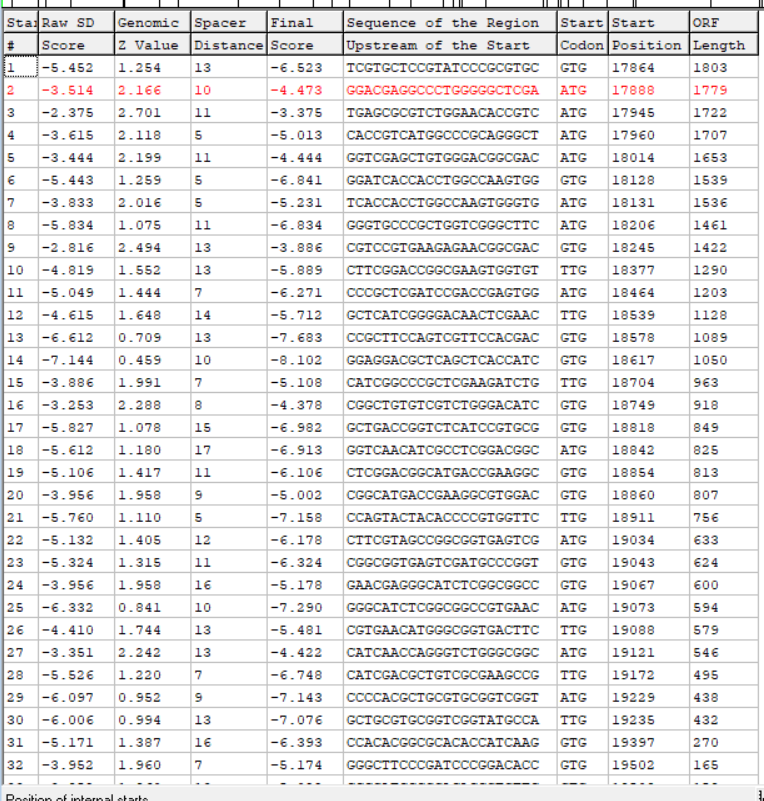 Star Raw SD Genomic Spacer Final Sequence of the Region Start Start ORF
# Score Z Value Distance Score Upstream of the Start Codon Position Length
1 -5.452 1.254 13 -6.523 TCGTGCTCCGTATCCCGCGTGC GTG 17864 1803
2 -3.514 2.166 10 -4.473 GGACGAGGCCCTGGGGGCTCGA ATG 17888 1779
3 -2.375 2.701 11 -3.375 TGAGCGCGTCTGGAACACCGTC ATG 17945 1722
4 -3.615 2.118 5 -5.013 CACCGTCATGGCCCGCAGGGCT ATG 17960 1707
5 -3.444 2.199 11 -4.444 GGTCGAGCTGTGGGACGGCGAC ATG 18014 1653
6 -5.443 1.259 5 -6.841 GGATCACCACCTGGCCAAGTGG GTG 18128 1539
7 -3.833 2.016 5 -5.231 TCACCACCTGGCCAAGTGGGTG ATG 18131 1536
8 -5.834 1.075 11 -6.834 GGGTGCCCGCTGGTCGGGCTTC ATG 18206 1461
9 -2.816 2.494 13 -3.886 CGTCCGTGAAGAGAACGGCGAC GTG 18245 1422
10 -4.819 1.552 13 -5.889 CTTCGGACCGGCGAAGTGGTGT TTG 18377 1290
11 -5.049 1.444 7 -6.271 CCCGCTCGATCCGACCGAGTGG ATG 18464 1203
12 -4.615 1.648 14 -5.712 GCTCATCGGGGACAACTCGAAC TTG 18539 1128
13 -6.612 0.709 13 -7.683 CCGCTTCCAGTCGTTCCACGAC GTG 18578 1089
14 -7.144 0.459 10 -8.102 GGAGGACGCTCAGCTCACCATC GTG 18617 1050
15 -3.886 1.991 7 -5.108 CATCGGCCCGCTCGAAGATCTG TTG 18704 963
16 -3.253 2.288 8 -4.378 CGGCTGTGTCGTCTGGGACATC GTG 18749 918
17 -5.827 1.078 15 -6.982 GCTGACCGGTCTCATCCGTGCG GTG 18818 849
18 -5.612 1.180 17 -6.913 GGTCAACATCGCCTCGGACGGC ATG 18842 825
19 -5.106 1.417 11 -6.106 CTCGGACGGCATGACCGAAGGC GTG 18854 813
20 -3.956 1.958 9 -5.002 CGGCATGACCGAAGGCGTGGAC GTG 18860 807
21 -5.760 1.110 5 -7.158 CCAGTACTACACCCCGTGGTTC TTG 18911 756
22 -5.132 1.405 12 -6.178 CTTCGTAGCCGGCGGTGAGTCG ATG 19034 633
23 -5.324 1.315 11 -6.324 CGGCGGTGAGTCGATGCCCGGT GTG 19043 624
24 -3.956 1.958 16 -5.178 GAACGAGGGCATCTCGGCGGCC GTG 19067 600
25 -6.332 0.841 10 -7.290 GGGCATCTCGGCGGCCGTGAAC ATG 19073 594
26 -4.410 1.744 13 -5.481 CGTGAACATGGGCGGTGACTTC TTG 19088 579
27 -3.351 2.242 13 -4.422 CATCAACCAGGGTCTGGGCGGC ATG 19121 546
28 -5.526 1.220 7 -6.748 CATCGACGCTGTCGCGAAGCCG TTG 19172 495
29 -6.097 0.952 9 -7.143 CCCCACGCTGCGTGCGGTCGGT ATG 19229 438
30 -6.006 0.994 13 -7.076 GCTGCGTGCGGTCGGTATGCCA TTG 19235 432
31 -5.171 1.387 16 -6.393 CCACACGGCGCACACCATCAAG GTG 19397 270
32 -3.952 1.960 7 -5.174 GGGCTTCCCGATCCCGGACACC GTG 19502 165
Position of internal starts